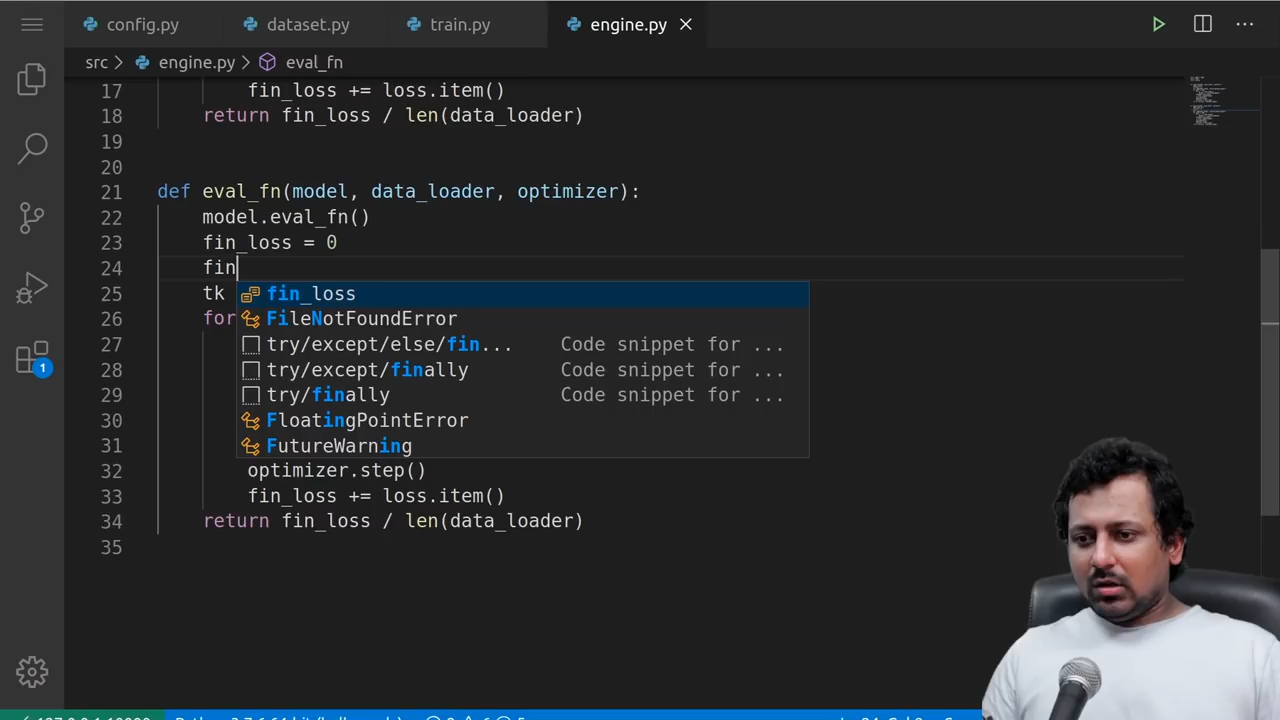 config.py dataset.py train.py engine.py
src engine.py eval_fn
17 fin_loss += loss.item()
18 return fin_loss / len(data_loader)
19
20
21 def eval_fn(model, data_loader, optimizer):
22 model.eval_fn()
23 fin_loss = 0
24 fin
25 tk fin_loss
26 for FileNotFoundError
27 try/except/else/fin... Code snippet for ...
28 try/except/finally Code snippet for ...
29 try/finally Code snippet for ...
30 FloatingPointError
31 FutureWarning
32 optimizer.step()
33 fin_loss += loss.item()
34 return fin_loss / len(data_loader)
35
1